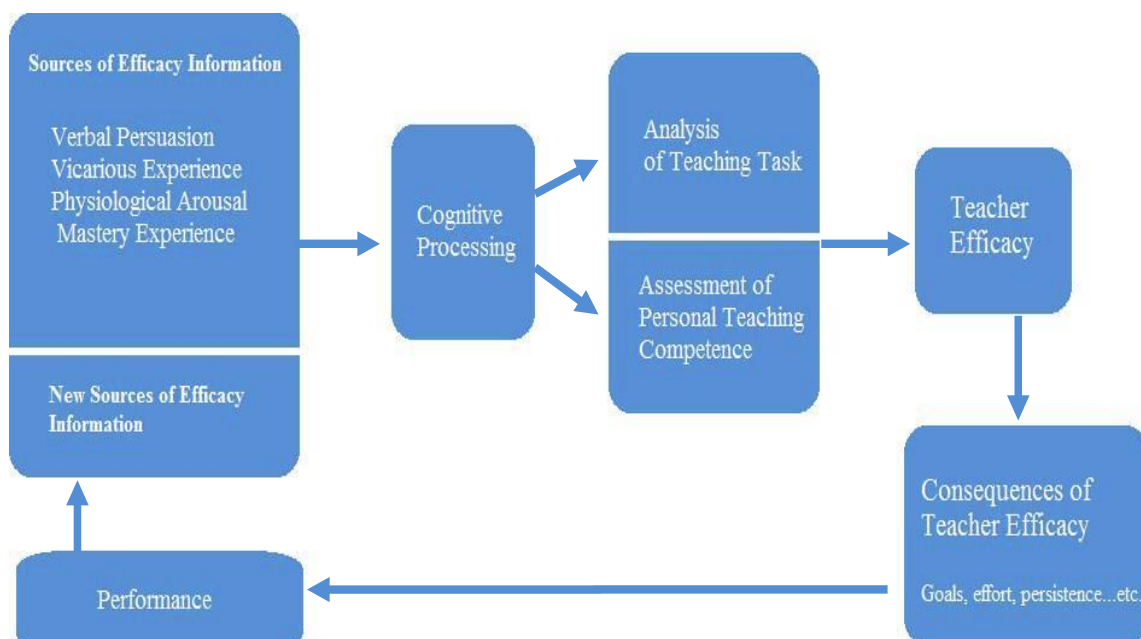 Sources of Efficacy Information
Verbal Persuasion
Vicarious Experience
Physiological Arousal
Mastery Experience
New Sources of Efficacy
Information
Cognitive
Processing
Analysis
of Teaching Task
Assessment of
Personal Teaching
Competence
Teacher
Efficacy
Consequences of
Teacher Efficacy
Goals, effort, persistence...etc.
Performance